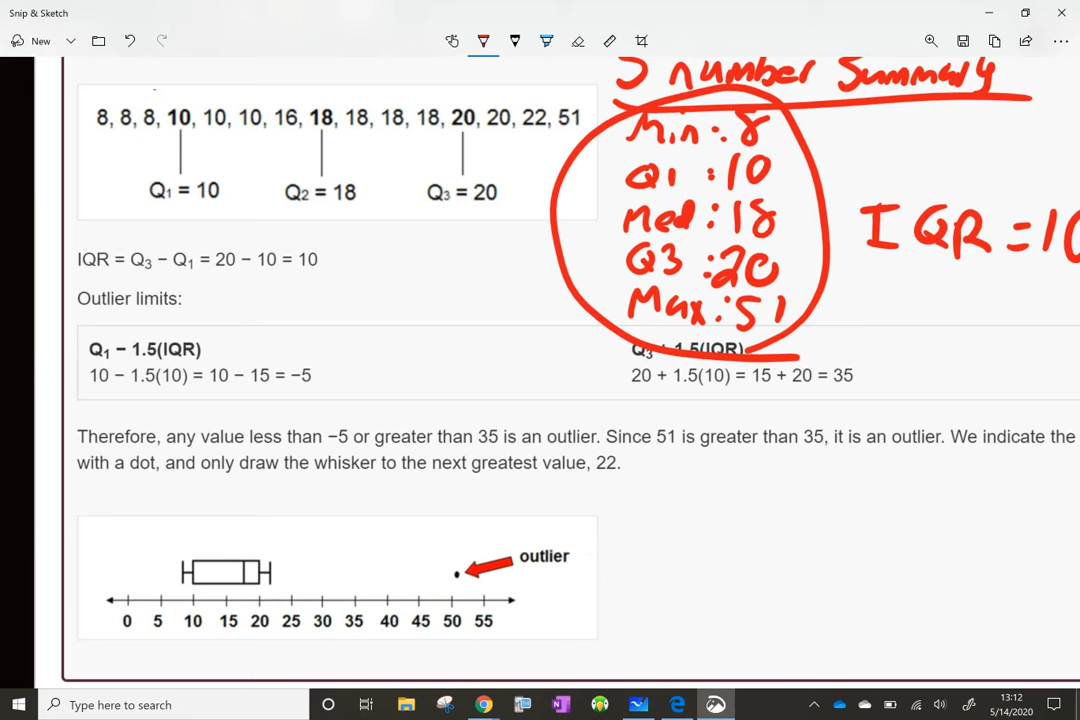 Snip & Sketch
New
5 number Summary
8, 8, 8, 10, 10, 10, 16, 18, 18, 18, 18, 20, 20, 22, 51
Q₁ = 10 Q₂ = 18 Q₃ = 20
Min: 8
Q1 : 10
Med : 18
Q3 : 20
Max : 51
IQR = 10
IQR = Q₃ − Q₁ = 20 − 10 = 10
Outlier limits:
Q₁ − 1.5(IQR)
10 − 1.5(10) = 10 − 15 = −5
Q₃ + 1.5(IQR)
20 + 1.5(10) = 15 + 20 = 35
Therefore, any value less than −5 or greater than 35 is an outlier. Since 51 is greater than 35, it is an outlier. We indicate the
with a dot, and only draw the whisker to the next greatest value, 22.
outlier
0 5 10 15 20 25 30 35 40 45 50 55
Type here to search
13:12
5/14/2020